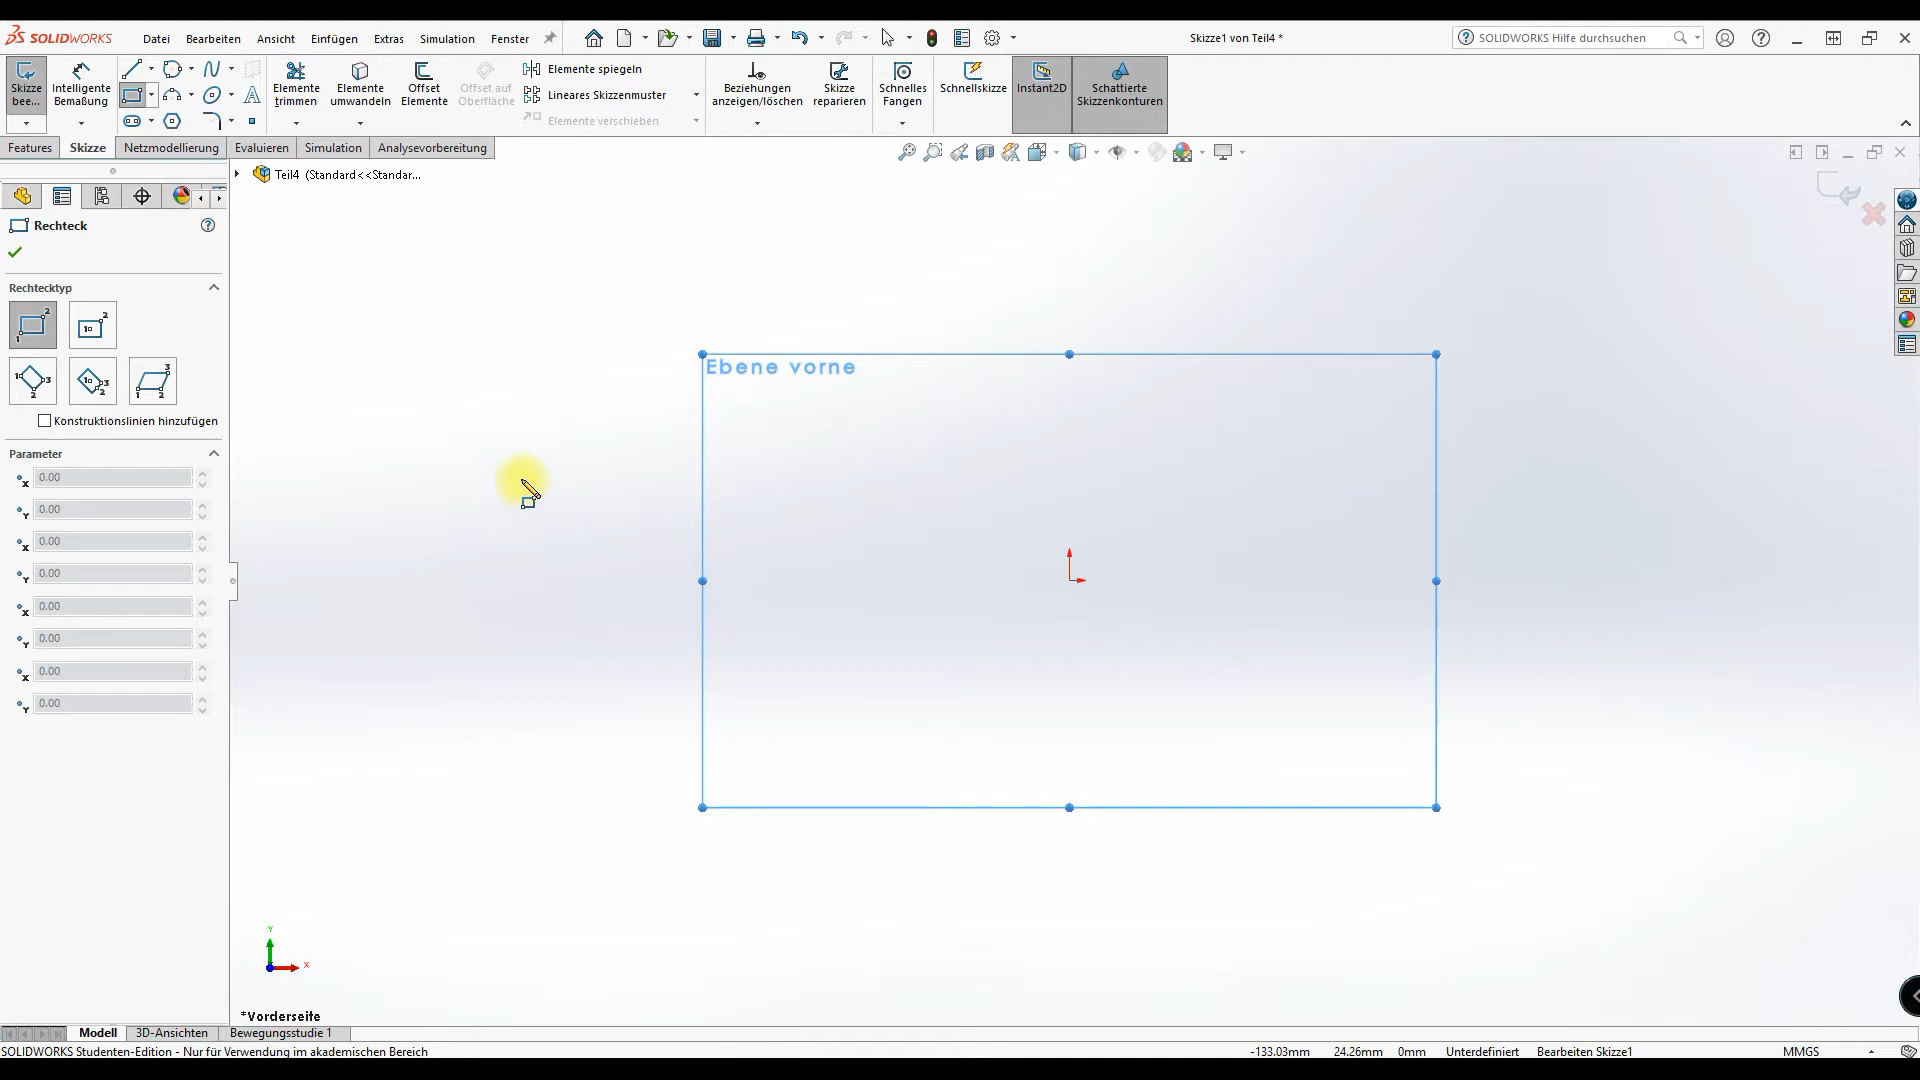 SOLIDWORKS
Datei Bearbeiten Ansicht Einfügen Extras Simulation Fenster
Skizze1 von Teil4 *
SOLIDWORKS Hilfe durchsuchen
Skizze bee...
Intelligente Bemaßung
Elemente trimmen
Elemente umwandeln
Offset Elemente
Offset auf Oberfläche
Elemente spiegeln
Lineares Skizzenmuster
Elemente verschieben
Beziehungen anzeigen/löschen
Skizze reparieren
Schnelles Fangen
Schnellskizze
Instant2D
Schattierte Skizzenkonturen
Features Skizze Netzmodellierung Evaluieren Simulation Analysevorbereitung
Teil4 (Standard<<Standar...
Rechteck
Rechtecktyp
Konstruktionslinien hinzufügen
Parameter
x 0.00
Y 0.00
x 0.00
Y 0.00
x 0.00
Y 0.00
x 0.00
Y 0.00
Ebene vorne
Y
X
*Vorderseite
Modell 3D-Ansichten Bewegungsstudie 1
SOLIDWORKS Studenten-Edition - Nur für Verwendung im akademischen Bereich
-133.03mm 24.26mm 0mm Unterdefiniert Bearbeiten Skizze1 MMGS